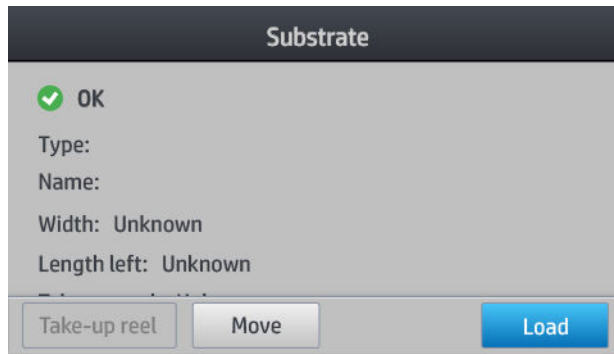 Substrate
OK
Type:
Name:
Width: Unknown
Length left: Unknown
Take-up reel
Move
Load